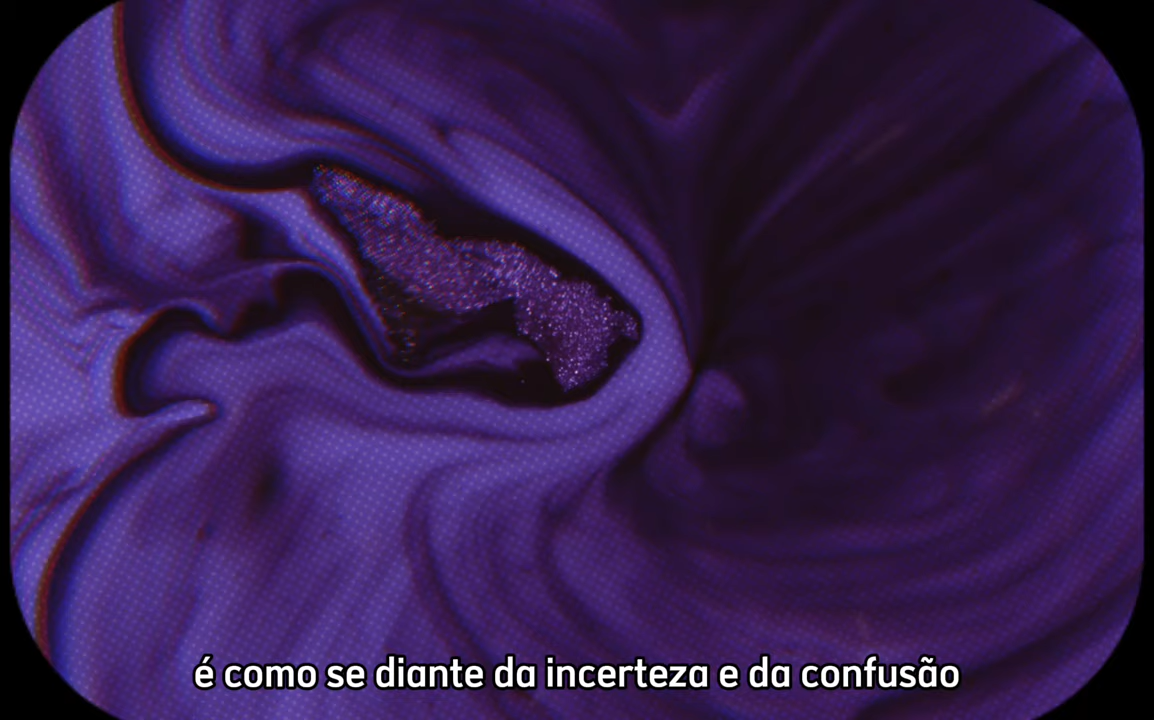 é como se diante da incerteza e da confusão